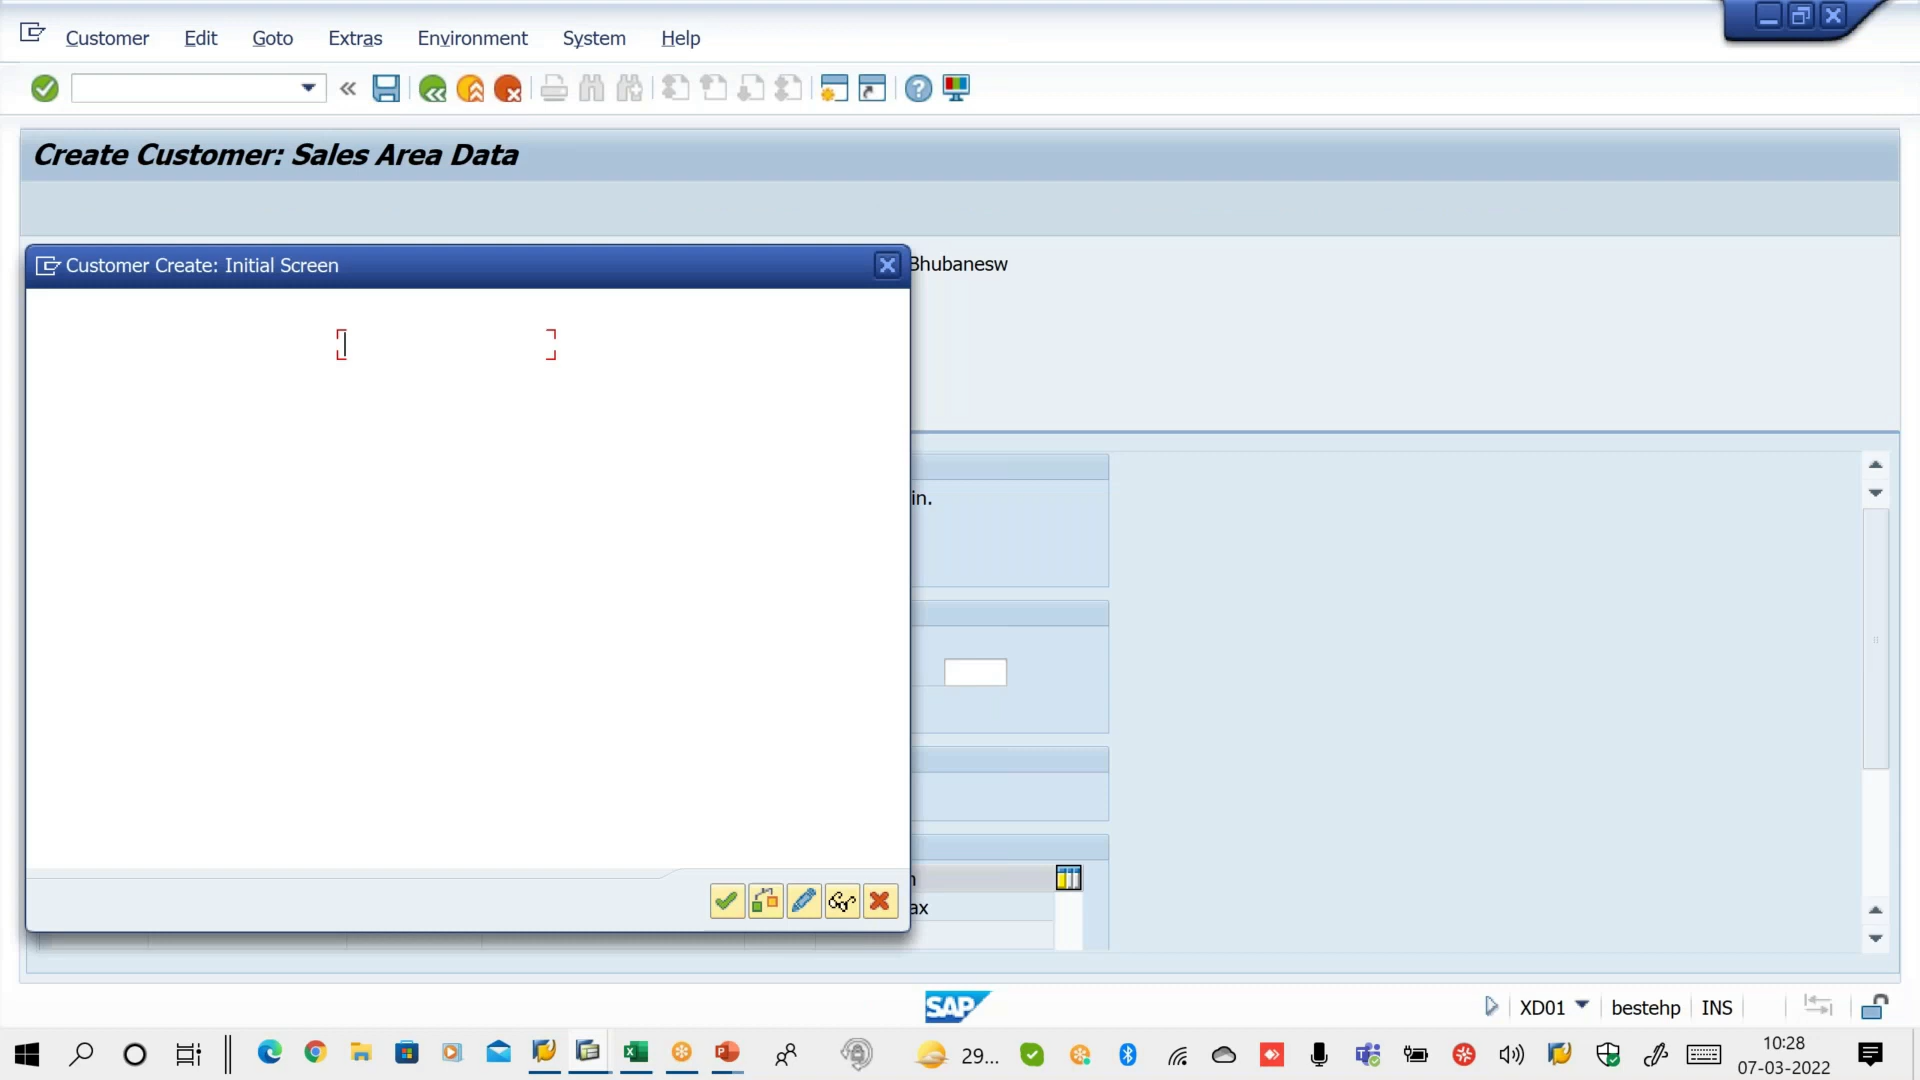 Customer Edit Goto Extras Environment System Help
Create Customer: Sales Area Data
Customer Create: Initial Screen
Bhubanesw
in.
ax
SAP
XD01 bestehp INS
29...
10:28
07-03-2022